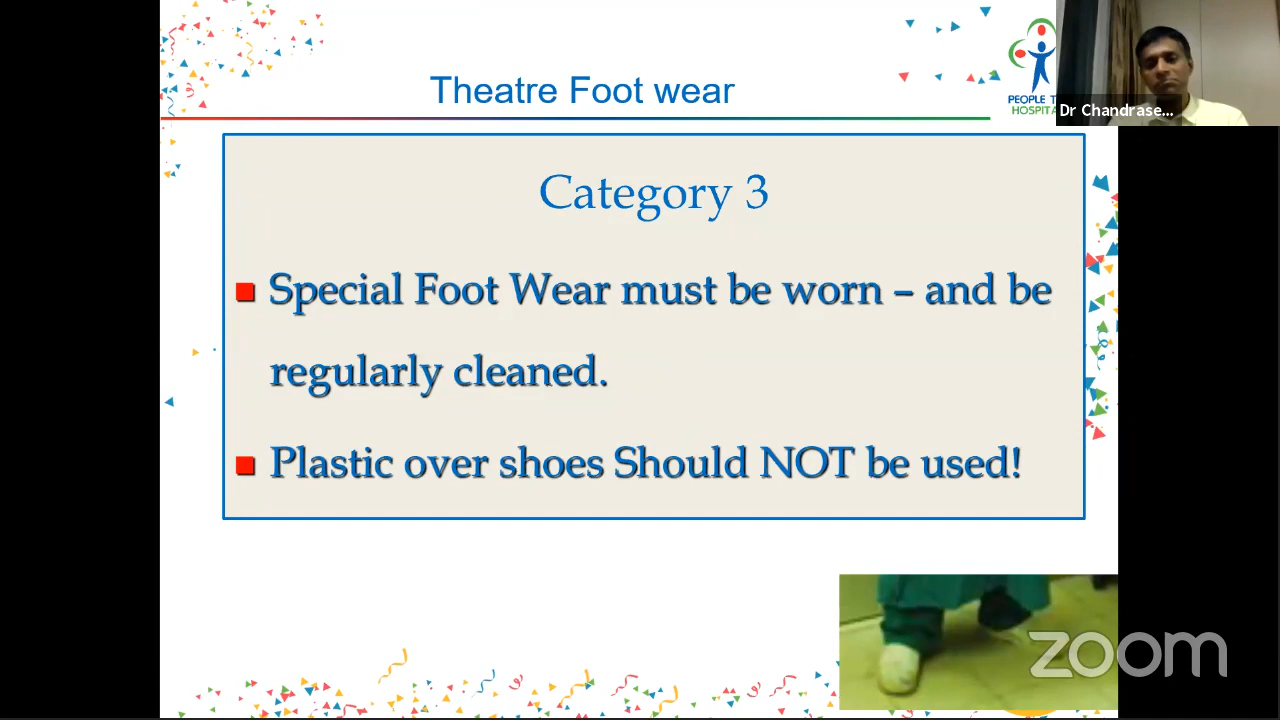 Theatre Foot wear
PEOPLE T
HOSPITA
Dr Chandrase...
Category 3
Special Foot Wear must be worn – and be
regularly cleaned.
Plastic over shoes Should NOT be used!
zoom